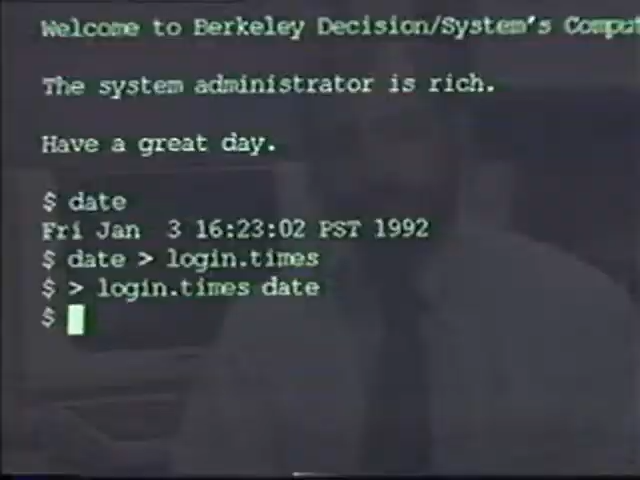 Welcome to Berkeley Decision/System's Comput
The system administrator is rich.
Have a great day.
$ date
Fri Jan  3 16:23:02 PST 1992
$ date > login.times
$ > login.times date
$